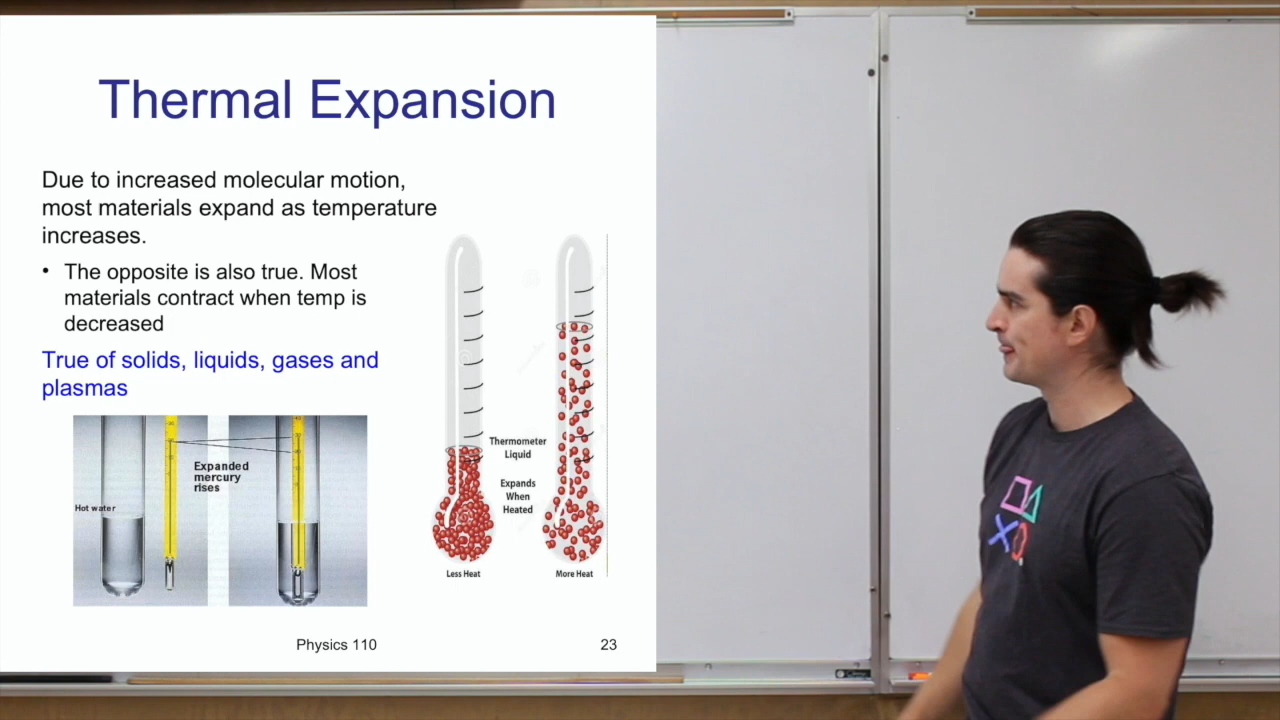 Thermal Expansion
Due to increased molecular motion,
most materials expand as temperature
increases.
• The opposite is also true. Most
materials contract when temp is
decreased
True of solids, liquids, gases and
plasmas
Expanded
mercury
rises
Hot water
Thermometer
Liquid
Expands
When
Heated
Less Heat
More Heat
Physics 110
23